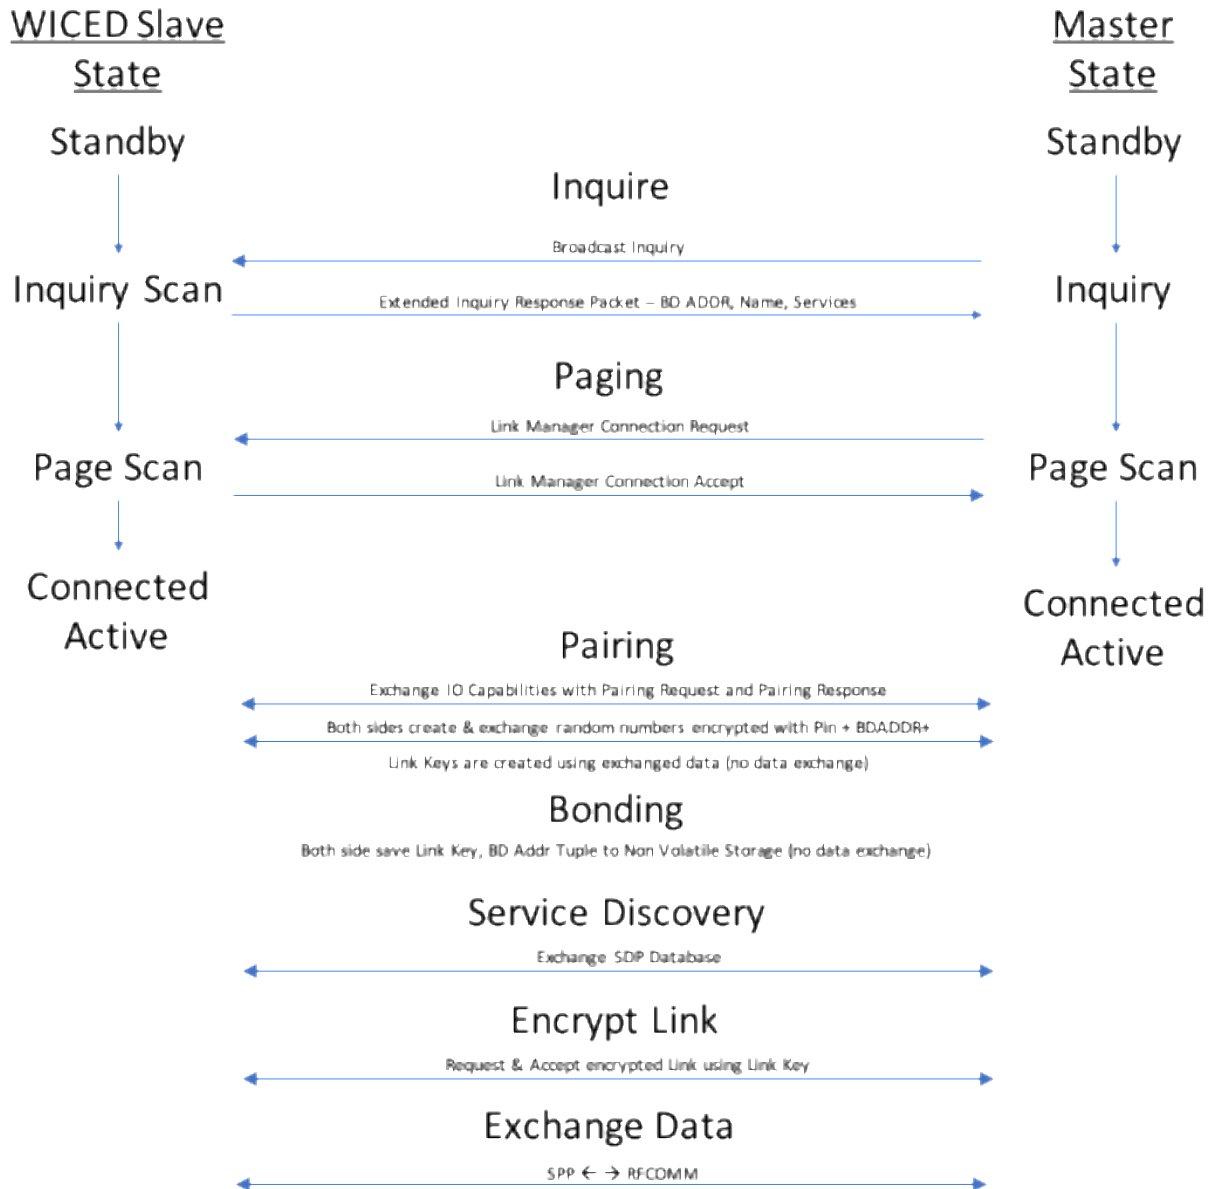 WICED Slave
State
Master
State
Standby
Standby
Inquire
Broadcast Inquiry
Inquiry Scan
Inquiry
Extended Inquiry Response Packet – BD ADDR, Name, Services
Paging
Link Manager Connection Request
Page Scan
Page Scan
Link Manager Connection Accept
Connected
Active
Connected
Active
Pairing
Exchange IO Capabilities with Pairing Request and Pairing Response
Both sides create & exchange random numbers encrypted with Pin + BDADDR+
Link Keys are created using exchanged data (no data exchange)
Bonding
Both side save Link Key, BD Addr Tuple to Non Volatile Storage (no data exchange)
Service Discovery
Exchange SDP Database
Encrypt Link
Request & Accept encrypted Link using Link Key
Exchange Data
SPP ← → RFCOMM